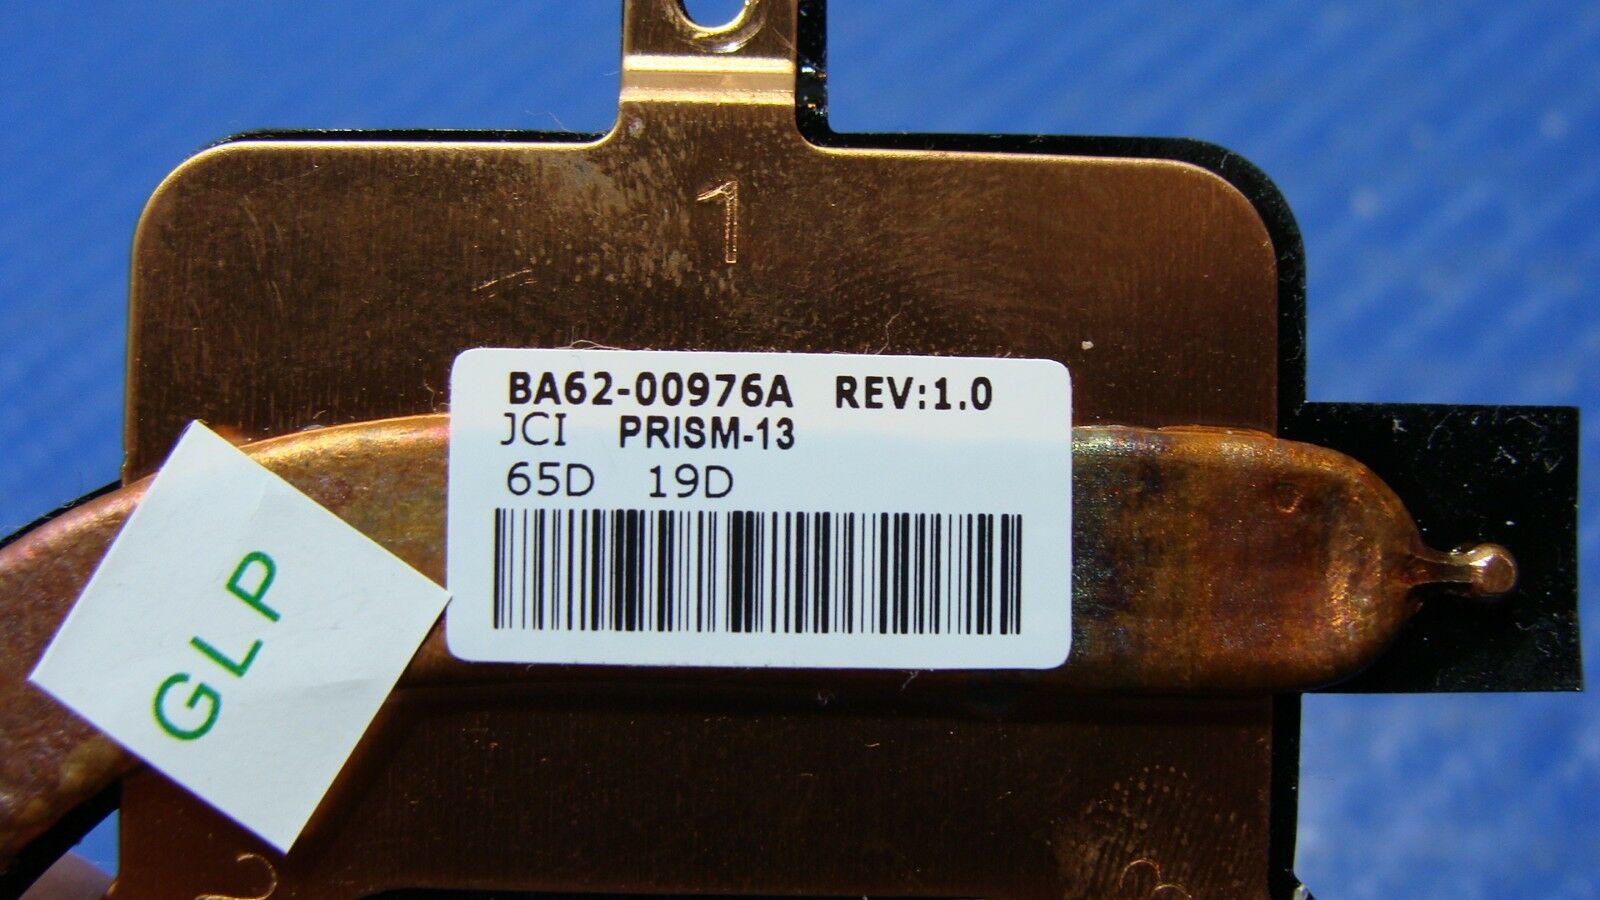 1
BA62-00976A REV:1.0
JCI PRISM-13
65D 19D
GLP